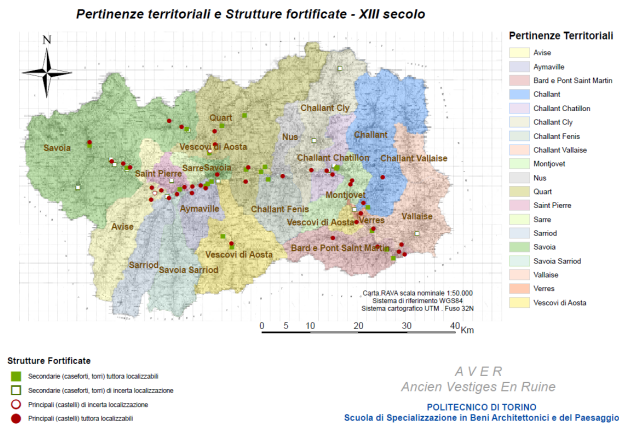 Pertinenze territoriali e Strutture fortificate - XIII secolo
Pertinenze Territoriali
Avise
Aymaville
Bard e Pont Saint Martin
Challant
Challant Chatillon
Challant Cly
Challant Fenis
Challant Vallaise
Montjovet
Nus
Quart
Saint Pierre
Sarre
Sarriod
Savoia
Savoia Sarriod
Vallaise
Verres
Vescovi di Aosta
Challant Cly
Quart
Challant
Nus
Savoia
Vescovi di Aosta
Challant Chatillon
Challant Vallaise
Saint Pierre
Sarre
Savoia
Montjovet
Aymaville
Challant Fenis
Vescovi di Aosta
Verres
Vallaise
Avise
Bard e Pont Saint Martin
Vescovi di Aosta
Sarriod
Savoia Sarriod
Carta RAVA scala nominale 1:50.000
Sistema di riferimento WGS84
Sistema cartografico UTM . Fuso 32N
0 5 10 20 30 40
Km
Strutture Fortificate
Secondarie (caseforti, torri) tuttora localizzabili
Secondarie (caseforti, torri) di incerta localizzazione
Principali (castelli) di incerta localizzazione
Principali (castelli) tuttora localizzabili
A V E R
Ancien Vestiges En Ruine
POLITECNICO DI TORINO
Scuola di Specializzazione in Beni Architettonici e del Paesaggio